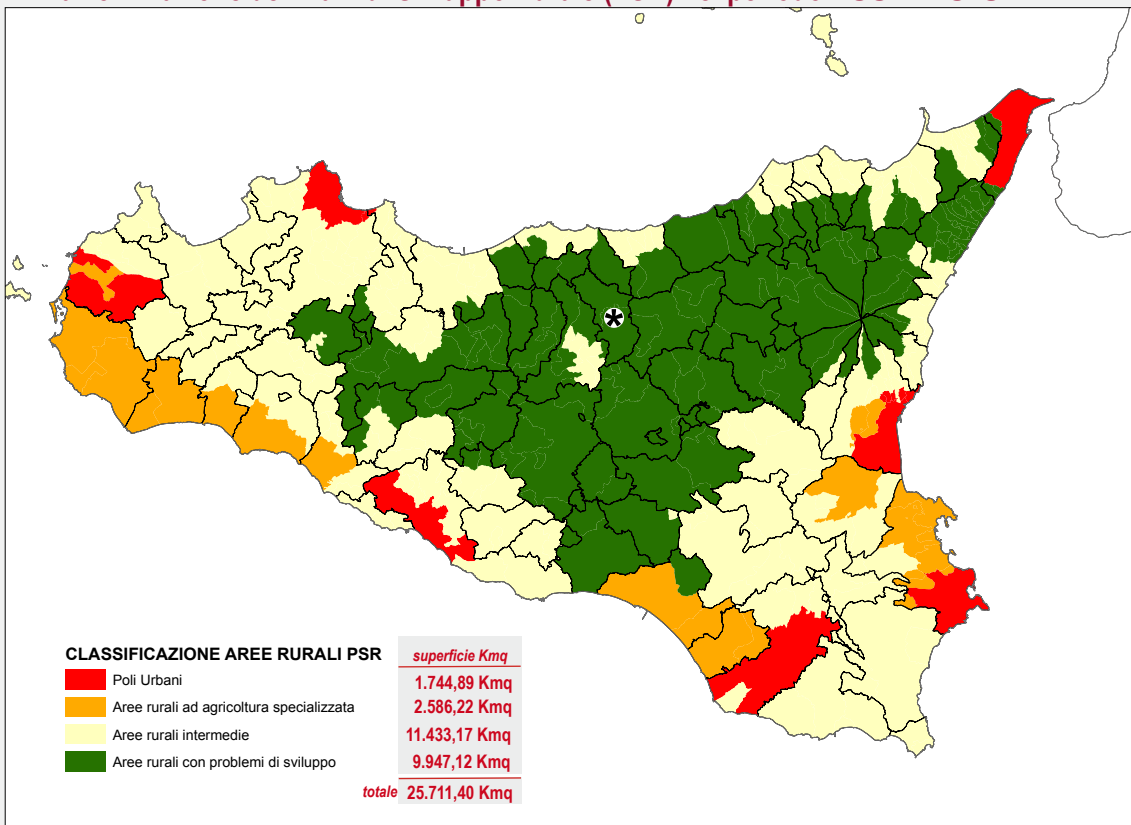 CLASSIFICAZIONE AREE RURALI PSR superficie Kmq
Poli Urbani 1.744,89 Kmq
Aree rurali ad agricoltura specializzata 2.586,22 Kmq
Aree rurali intermedie 11.433,17 Kmq
Aree rurali con problemi di sviluppo 9.947,12 Kmq
totale 25.711,40 Kmq